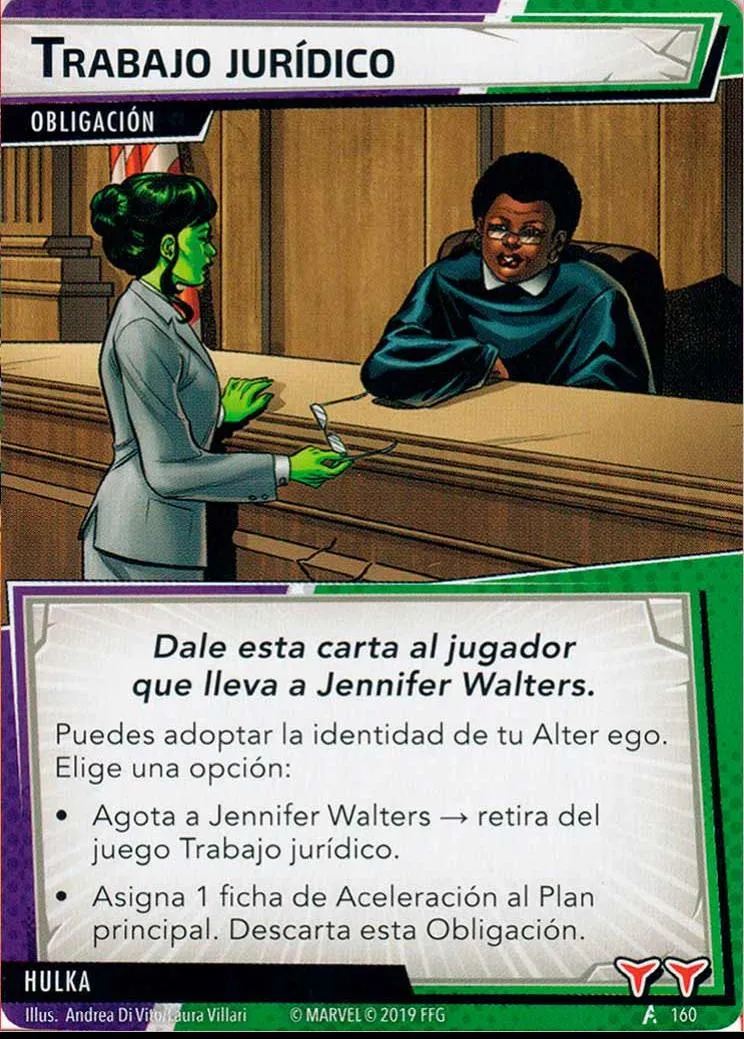 TRABAJO JURÍDICO
OBLIGACIÓN
Dale esta carta al jugador
que lleva a Jennifer Walters.
Puedes adoptar la identidad de tu Alter ego.
Elige una opción:
• Agota a Jennifer Walters → retira del
juego Trabajo jurídico.
• Asigna 1 ficha de Aceleración al Plan
principal. Descarta esta Obligación.
HULKA
Illus. Andrea Di Vito/Laura Villari © MARVEL © 2019 FFG 160